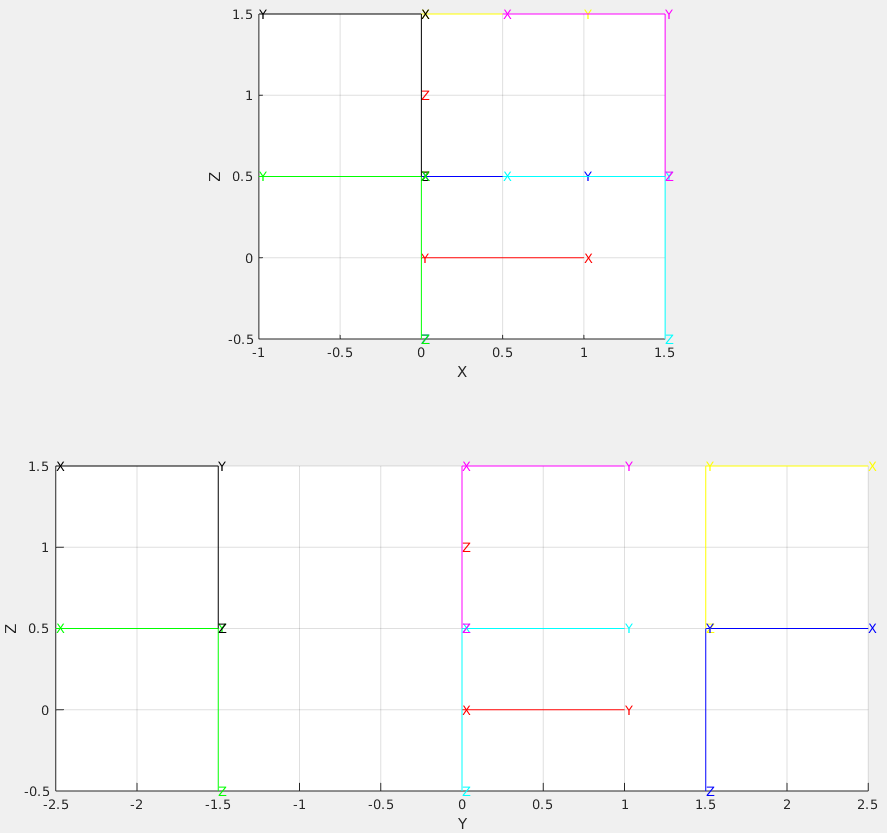 1.5 Y X X Y Y
1 Z
Z 0.5 Y Z X Y Z
0 Y X
-0.5 Z Z
-1 -0.5 0 0.5 1 1.5
X
1.5 X Y X Y Y X
1 Z
Z 0.5 X Z Z Y Y X
0 X Y
-0.5 Z Z Z
-2.5 -2 -1.5 -1 -0.5 0 0.5 1 1.5 2 2.5
Y